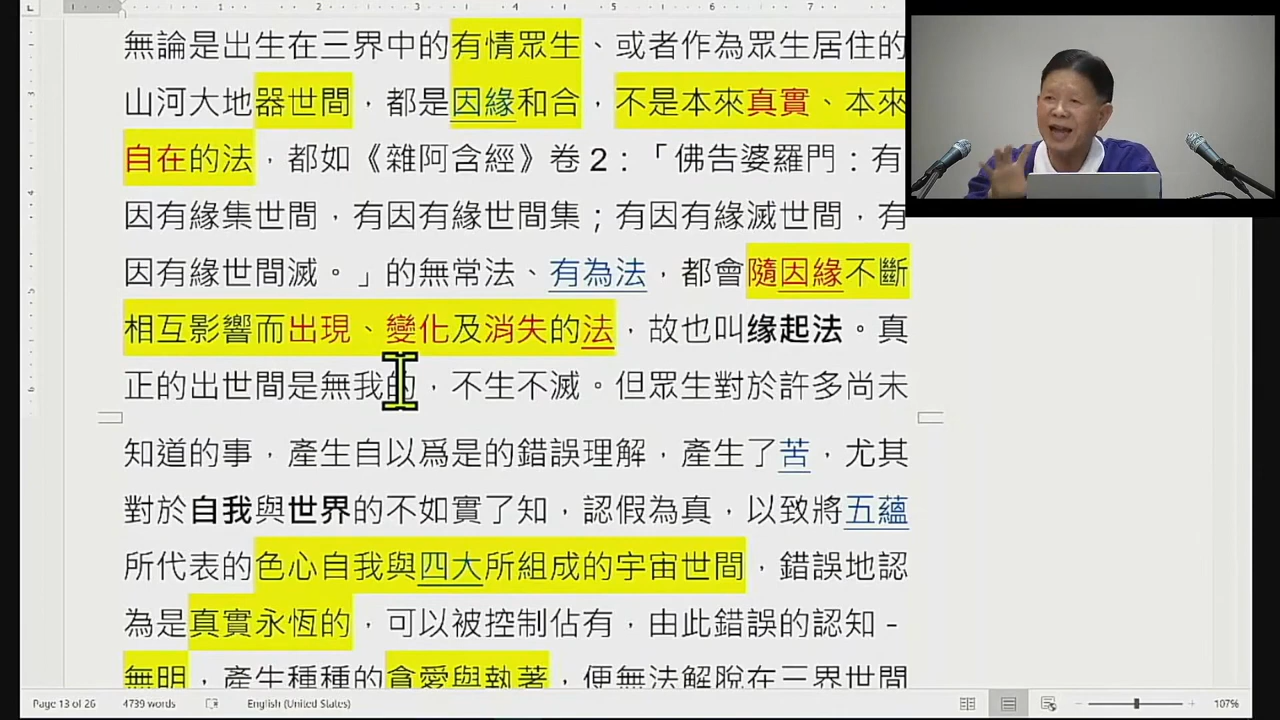 無論是出生在三界中的有情眾生、或者作為眾生居住的
山河大地器世間，都是因緣和合，不是本來真實、本來
自在的法，都如《雜阿含經》卷2：「佛告婆羅門：有
因有緣集世間，有因有緣世間集；有因有緣滅世間，有
因有緣世間滅。」的無常法、有為法，都會隨因緣不斷
相互影響而出現、變化及消失的法，故也叫缘起法。真
正的出世間是無我的，不生不滅。但眾生對於許多尚未
知道的事，產生自以爲是的錯誤理解，產生了苦，尤其
對於自我與世界的不如實了知，認假為真，以致將五蘊
所代表的色心自我與四大所組成的宇宙世間，錯誤地認
為是真實永恆的，可以被控制佔有，由此錯誤的認知-
無明，產生種種的貪愛與執著，便無法解脫在三界世間
Page 13 of 26 4739 words English (United States) 107%